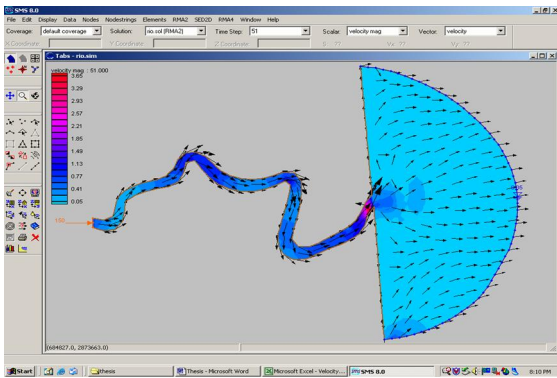 SMS 8.0
File Edit Display Data Nodes Nodestrings Elements RMA2 SED2D RMA4 Window Help
Coverage: default coverage Solution: rio.sol (RMA2) Time Step: 51 Scalar: velocity mag Vector: velocity
X Coordinate: Y Coordinate: Z Coordinate: S: ?? Vx: ?? Vy: ??
Tabs - rio.sim
velocity mag : 51.000
3.65
3.29
2.93
2.57
2.21
1.85
1.49
1.13
0.77
0.41
0.05
(684827.0, 2873663.0)
Start thesis Thesis - Microsoft Word Microsoft Excel - Velocity... SMS 8.0 8:10 PM